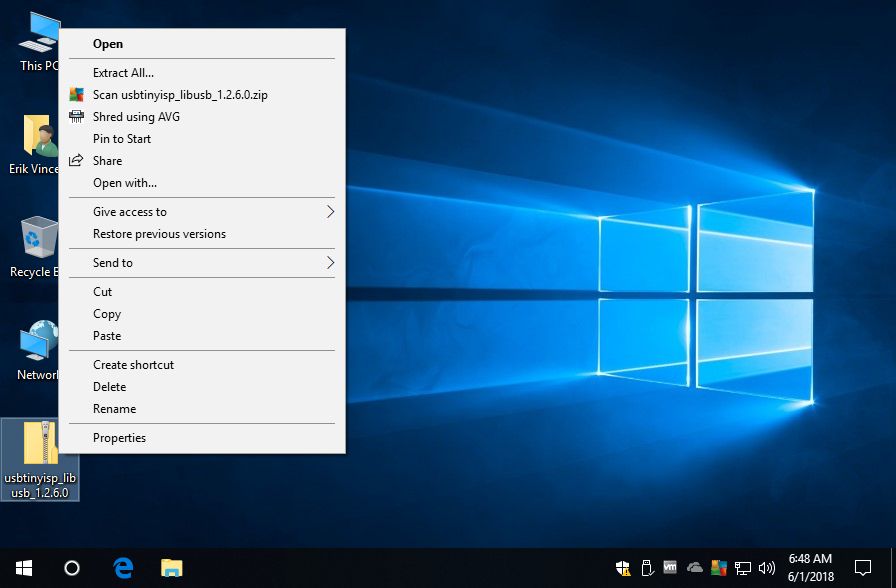 This PC
Erik Vince
Recycle B
Network
usbtinyisp_lib
usb_1.2.6.0
Open
Extract All...
Scan usbtinyisp_libusb_1.2.6.0.zip
Shred using AVG
Pin to Start
Share
Open with...
Give access to
Restore previous versions
Send to
Cut
Copy
Paste
Create shortcut
Delete
Rename
Properties
vm
6:48 AM
6/1/2018